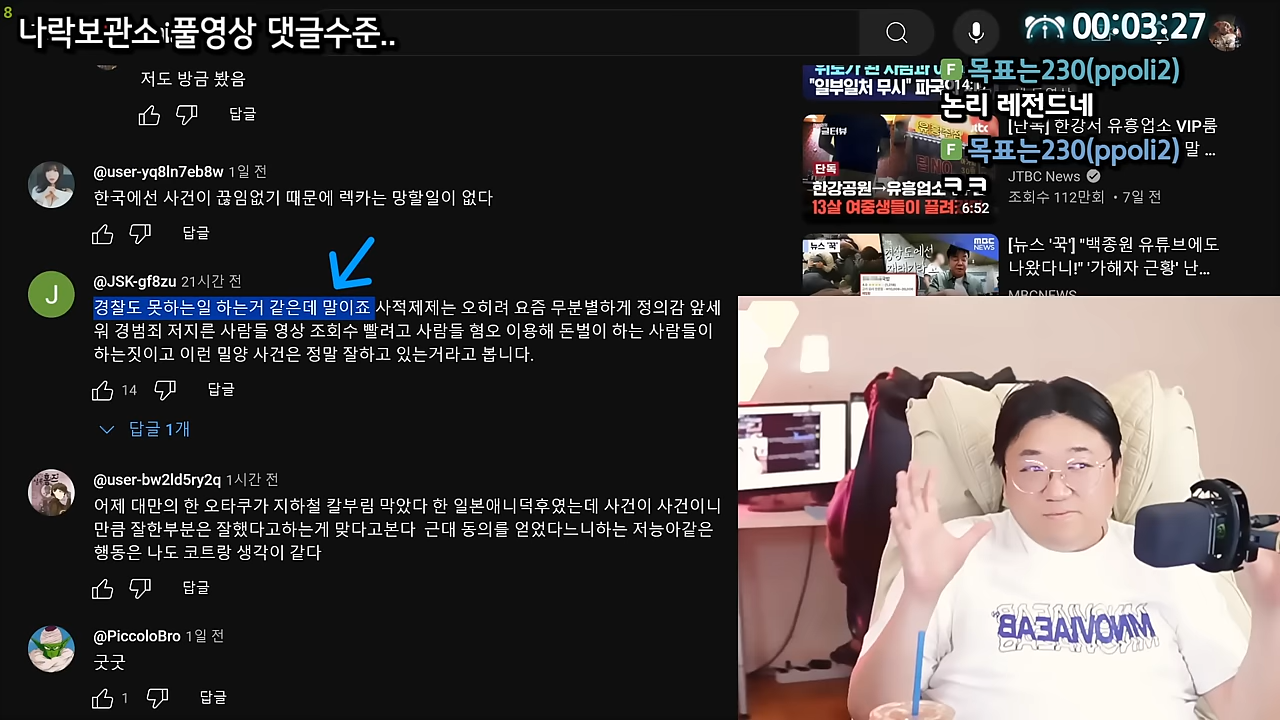 8
나락보관소 풀영상 댓글수준..
00:03:27
저도 방금 봤음
답글
@user-yq8ln7eb8w 1일 전
한국에선 사건이 끊임없기 때문에 렉카는 망할일이 없다
답글
J
@JSK-gf8zu 21시간 전
경찰도 못하는일 하는거 같은데 말이죠 사적제제는 오히려 요즘 무분별하게 정의감 앞세
워 경범죄 저지른 사람들 영상 조회수 빨려고 사람들 혐오 이용해 돈벌이 하는 사람들이
하는짓이고 이런 밀양 사건은 정말 잘하고 있는거라고 봅니다.
14
답글
답글 1개
@user-bw2ld5ry2q 1시간 전
어제 대만의 한 오타쿠가 지하철 칼부림 막았다 한 일본애니덕후였는데 사건이 사건이니
만큼 잘한부분은 잘했다고하는게 맞다고본다 근대 동의를 얻었다느니하는 저능아같은
행동은 나도 코트랑 생각이 같다
답글
@PiccoloBro 1일 전
굿굿
1
답글
"일부일처 무시" 파국
F 목표는230(ppoli2)
논리 레전드네
F 목표는230(ppoli2)
ㅋㅋ
단독
한강공원→유흥업소
13살 여중생들이 끌려
6:52
[단독] 한강서 유흥업소 VIP룸
말 ...
JTBC News
조회수 112만회 • 7일 전
뉴스 '꾹'
MBC NEWS
[뉴스 '꾹'] "백종원 유튜브에도
나왔다니!" '가해자 근황' 난...
MBCNEWS